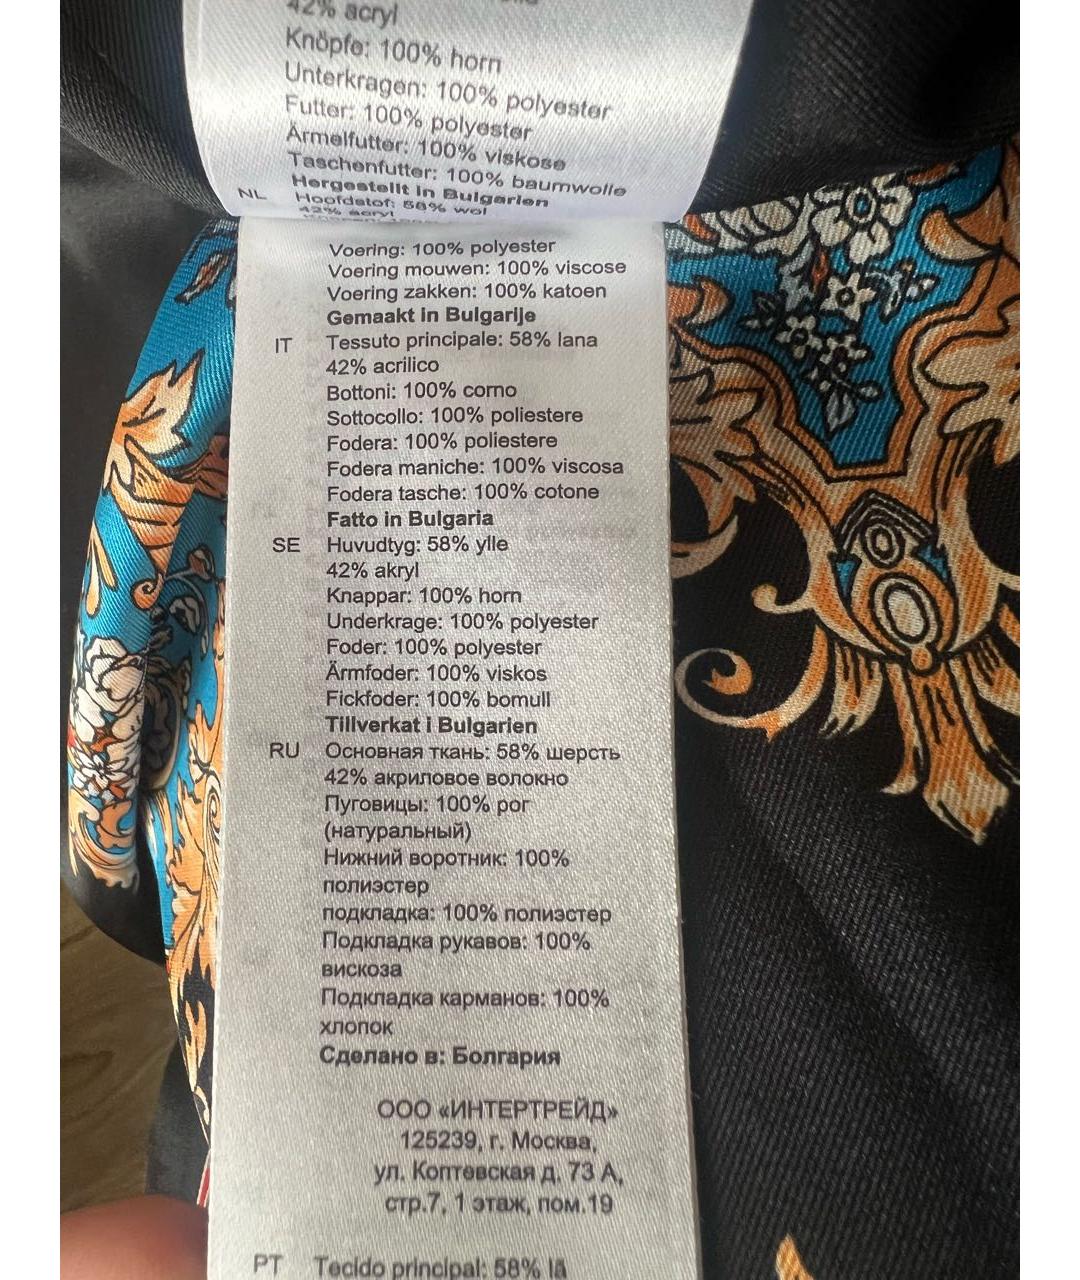 42% acryl
Knöpfe: 100% horn
Unterkragen: 100% polyester
Futter: 100% polyester
Ärmelfutter: 100% viskose
Taschenfutter: 100% baumwolle
Hergestellt in Bulgarien
NL Hoofdstof: 58% wol
42% acryl
Voering: 100% polyester
Voering mouwen: 100% viscose
Voering zakken: 100% katoen
Gemaakt in Bulgarije
IT Tessuto principale: 58% lana
42% acrilico
Bottoni: 100% corno
Sottocollo: 100% poliestere
Fodera: 100% poliestere
Fodera maniche: 100% viscosa
Fodera tasche: 100% cotone
Fatto in Bulgaria
SE Huvudtyg: 58% ylle
42% akryl
Knappar: 100% horn
Underkrage: 100% polyester
Foder: 100% polyester
Ärmfoder: 100% viskos
Fickfoder: 100% bomull
Tillverkat i Bulgarien
RU Основная ткань: 58% шерсть
42% акриловое волокно
Пуговицы: 100% рог
(натуральный)
Нижний воротник: 100%
полиэстер
подкладка: 100% полиэстер
Подкладка рукавов: 100%
вискоза
Подкладка карманов: 100%
хлопок
Сделано в: Болгария
ООО «ИНТЕРТРЕЙД»
125239, г. Москва,
ул. Коптевская д. 73 А,
стр.7, 1 этаж, пом.19
PT Tecido principal: 58% lã